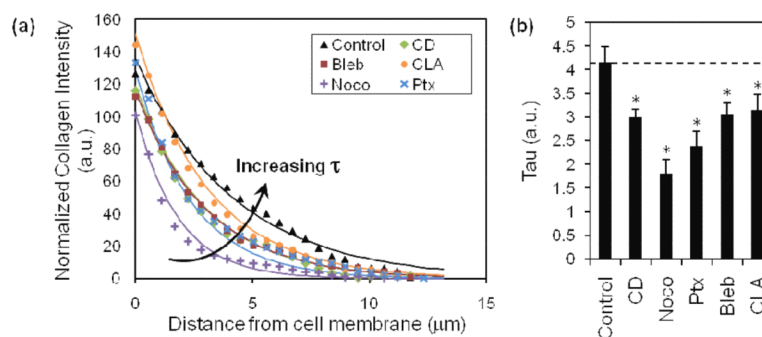 (a)
Normalized Collagen Intensity
(a.u.)
160
140
120
100
80
60
40
20
0
0
5
10
15
Distance from cell membrane (μm)
Control
CD
Bleb
CLA
Noco
Ptx
Increasing τ
(b)
Tau (a.u.)
5
4.5
4
3.5
3
2.5
2
1.5
1
0.5
0
*
*
*
*
*
Control
CD
Noco
Ptx
Bleb
CLA